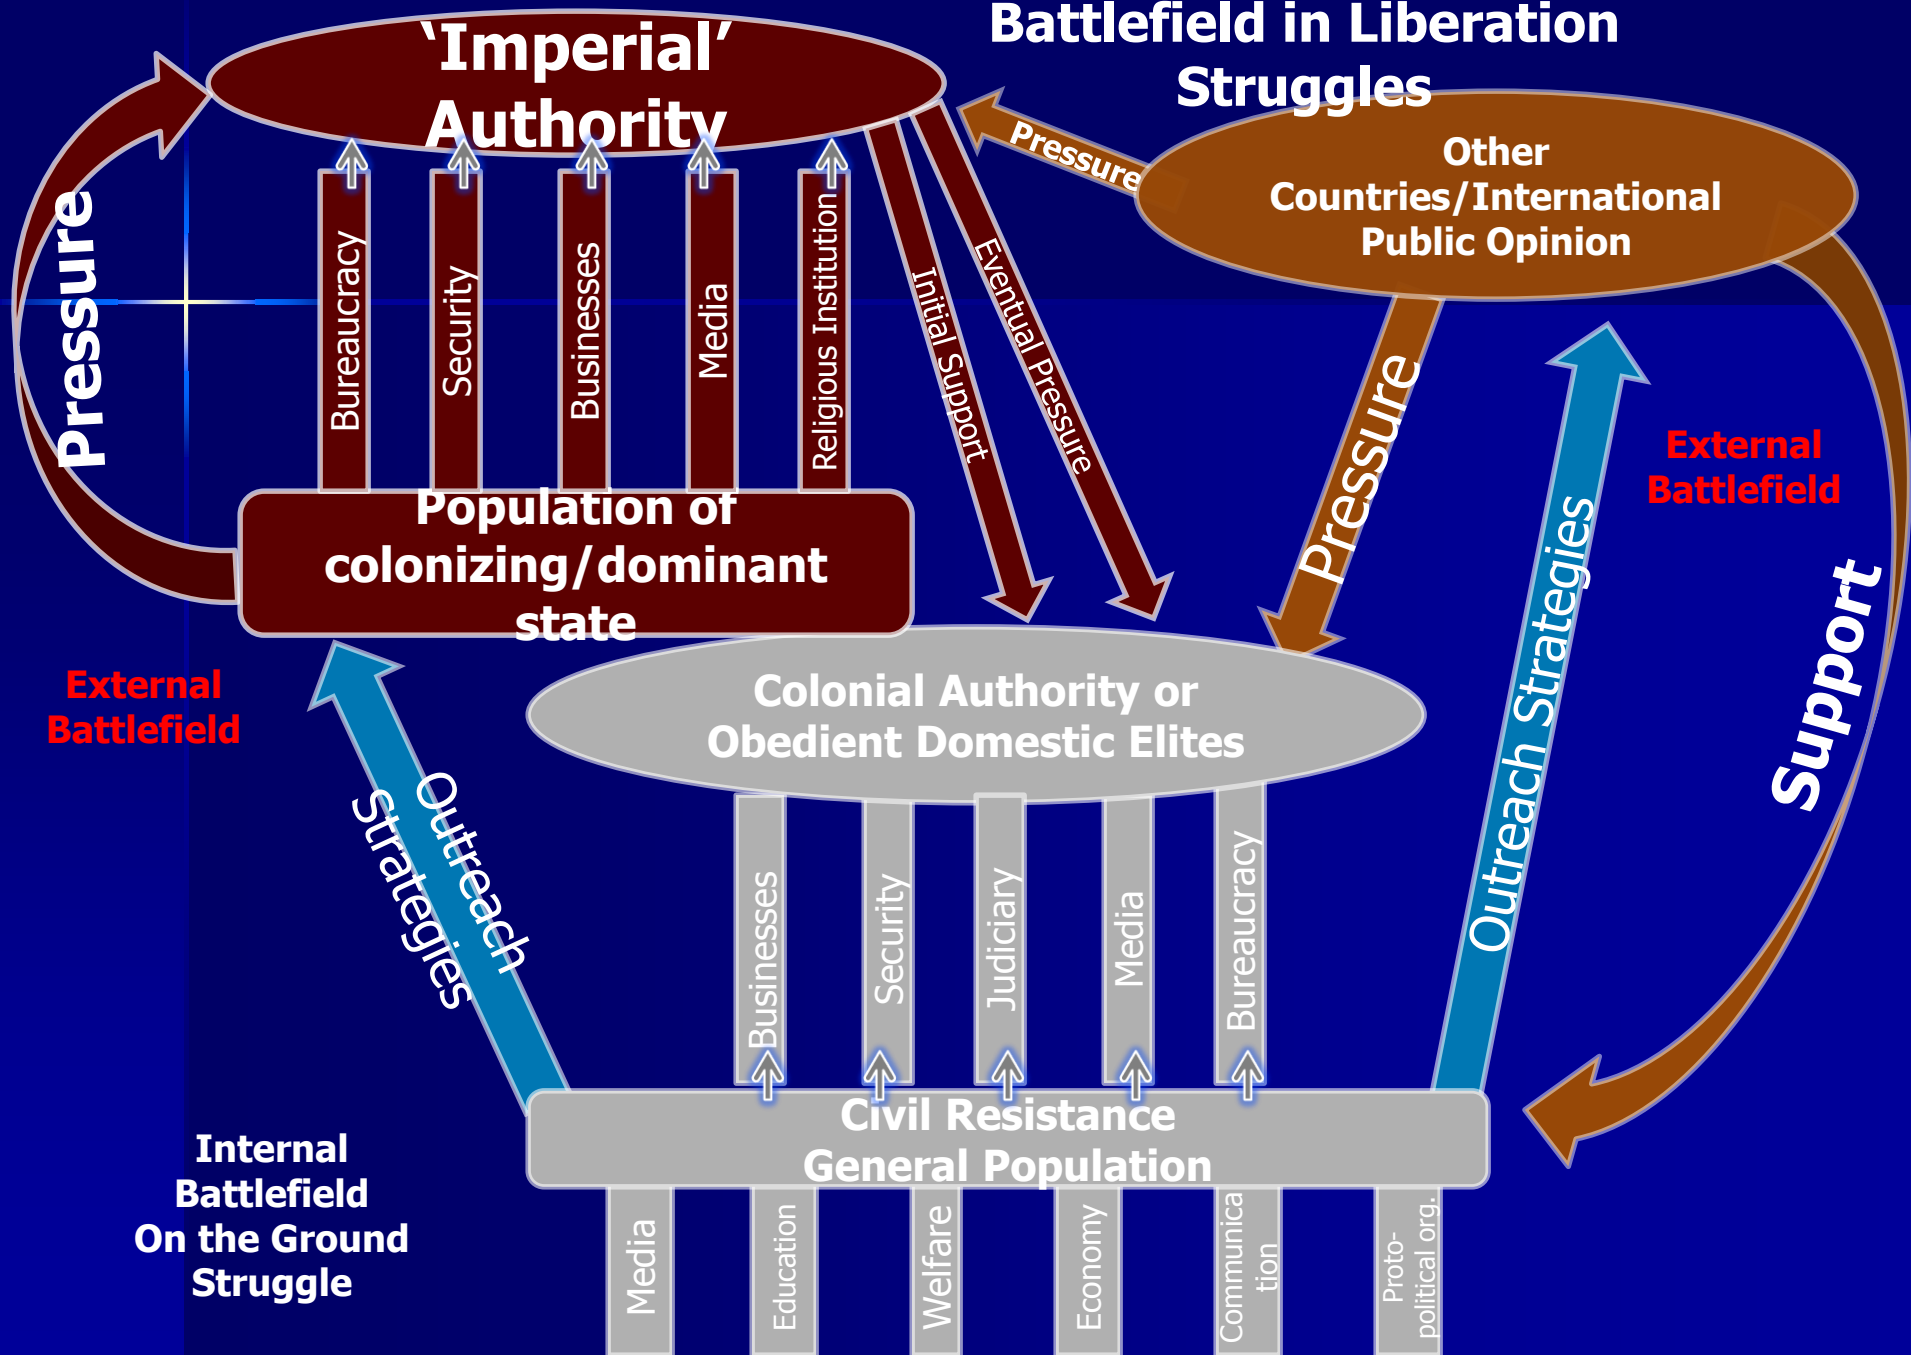 Battlefield in Liberation
Struggles
‘Imperial’
Authority
Pressure
Other
Countries/International
Public Opinion
Pressure
Bureaucracy
Security
Businesses
Media
Religious Institution
Initial Support
Eventual Pressure
Pressure
Outreach Strategies
External
Battlefield
Support
Population of
colonizing/dominant
state
External
Battlefield
Colonial Authority or
Obedient Domestic Elites
Outreach
Strategies
Businesses
Security
Judiciary
Media
Bureaucracy
Civil Resistance
General Population
Internal
Battlefield
On the Ground
Struggle
Media
Education
Welfare
Economy
Communica
tion
Proto-
political org.